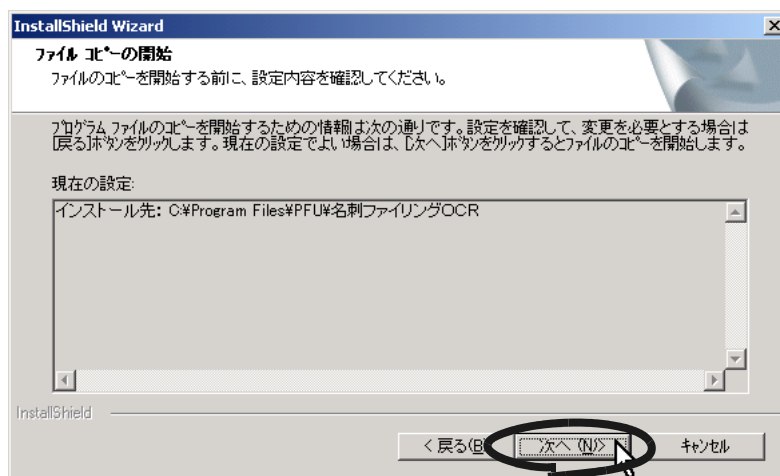 InstallShield Wizard
ファイル コピーの開始
ファイルのコピーを開始する前に、設定内容を確認してください。
プログラム ファイルのコピーを開始するための情報は次の通りです。設定を確認して、変更を必要とする場合は
[戻る]ボタンをクリックします。現在の設定でよい場合は、[次へ]ボタンをクリックするとファイルのコピーを開始します。
現在の設定:
インストール先: C:¥Program Files¥PFU¥名刺ファイリングOCR
InstallShield
< 戻る(B) 次へ (N)> キャンセル